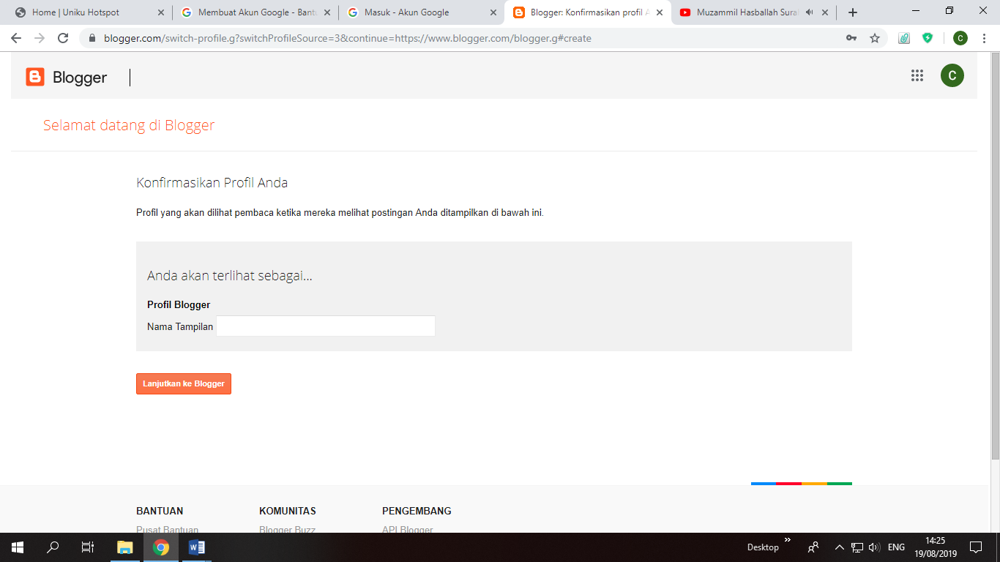 Home | Uniku Hotspot
Membuat Akun Google - Bantu
Masuk - Akun Google
Blogger: Konfirmasikan profil A
Muzammil Hasballah Sura
blogger.com/switch-profile.g?switchProfileSource=3&continue=https://www.blogger.com/blogger.g#create
C
Blogger
C
Selamat datang di Blogger
Konfirmasikan Profil Anda
Profil yang akan dilihat pembaca ketika mereka melihat postingan Anda ditampilkan di bawah ini.
Anda akan terlihat sebagai...
Profil Blogger
Nama Tampilan
Lanjutkan ke Blogger
BANTUAN
KOMUNITAS
PENGEMBANG
Pusat Bantuan
Blogger Buzz
API Blogger
Desktop
ENG
14:25
19/08/2019